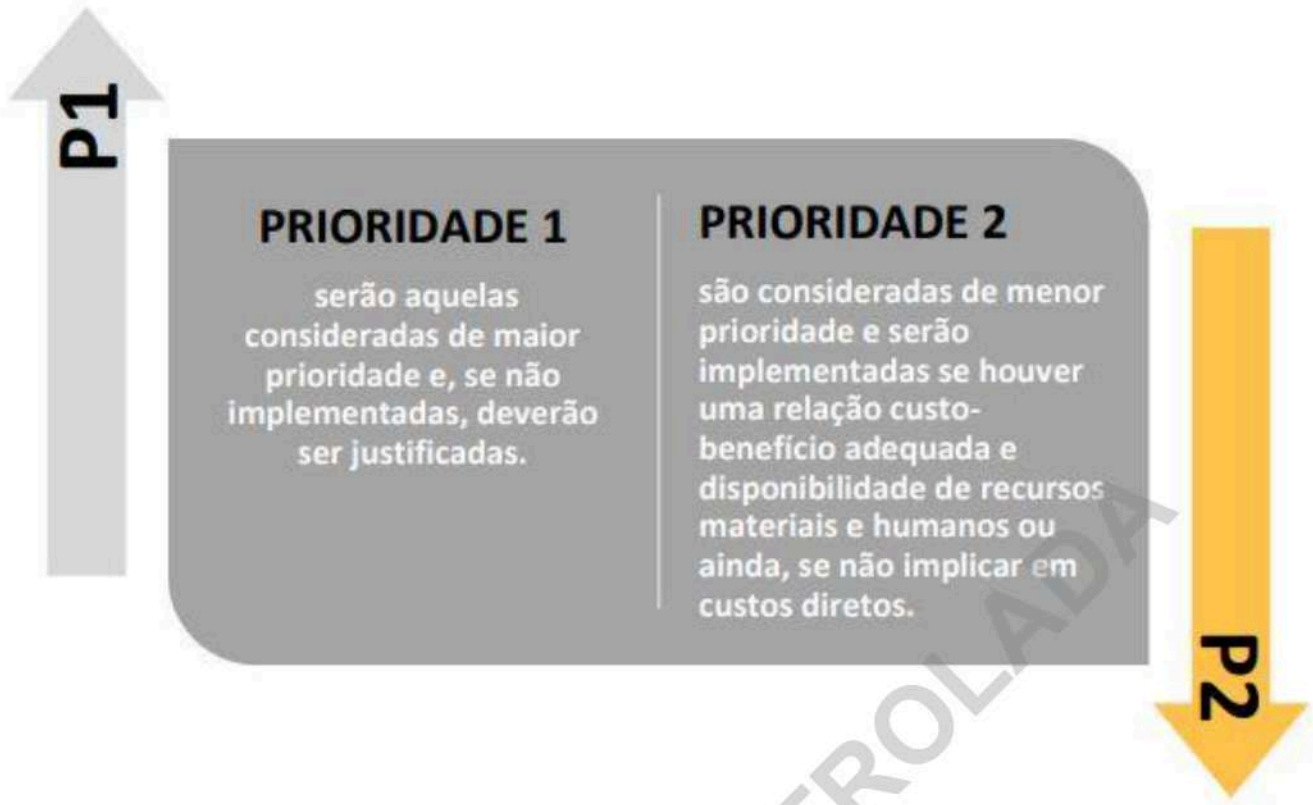 P1
PRIORIDADE 1
serão aquelas
consideradas de maior
prioridade e, se não
implementadas, deverão
ser justificadas.
PRIORIDADE 2
são consideradas de menor
prioridade e serão
implementadas se houver
uma relação custo-
benefício adequada e
disponibilidade de recursos
materiais e humanos ou
ainda, se não implicar em
custos diretos.
P2
TROLADA